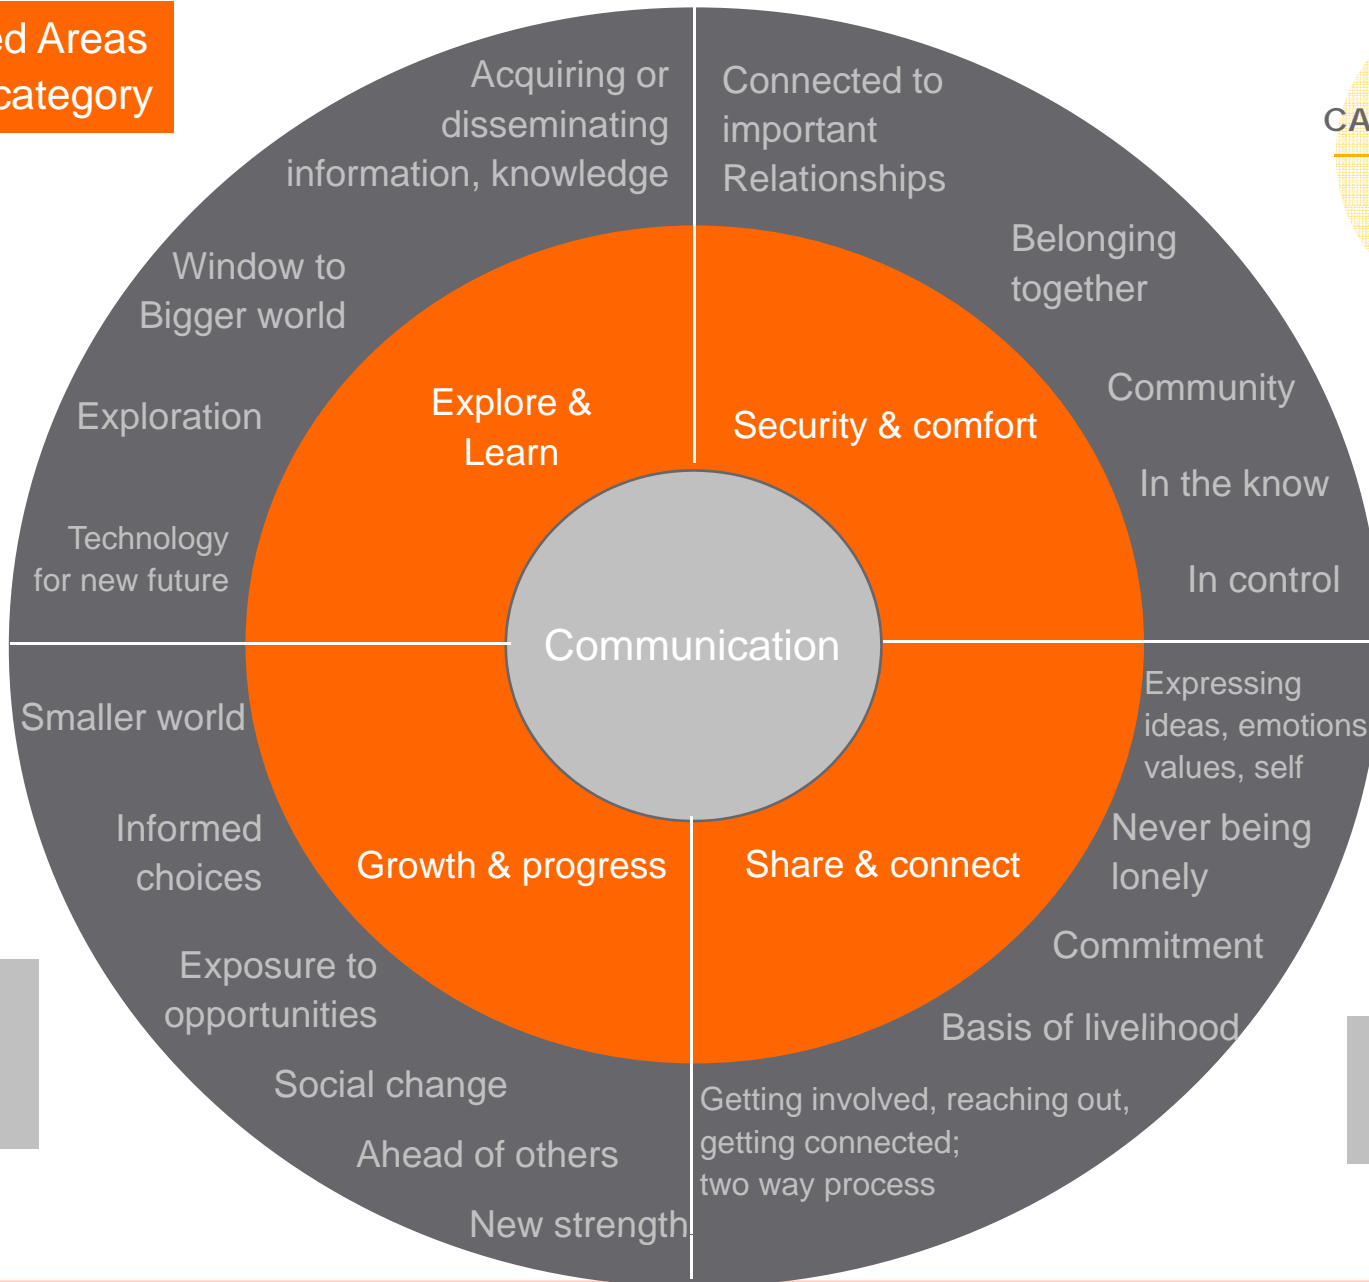 ed Areas
category
CA
Acquiring or
disseminating
information, knowledge
Window to
Bigger world
Exploration
Technology
for new future
Connected to
important
Relationships
Belonging
together
Community
In the know
In control
Explore &
Learn
Security & comfort
Communication
Growth & progress
Share & connect
Smaller world
Informed
choices
Exposure to
opportunities
Social change
Ahead of others
New strength
Expressing
ideas, emotions
values, self
Never being
lonely
Commitment
Basis of livelihood
Getting involved, reaching out,
getting connected;
two way process